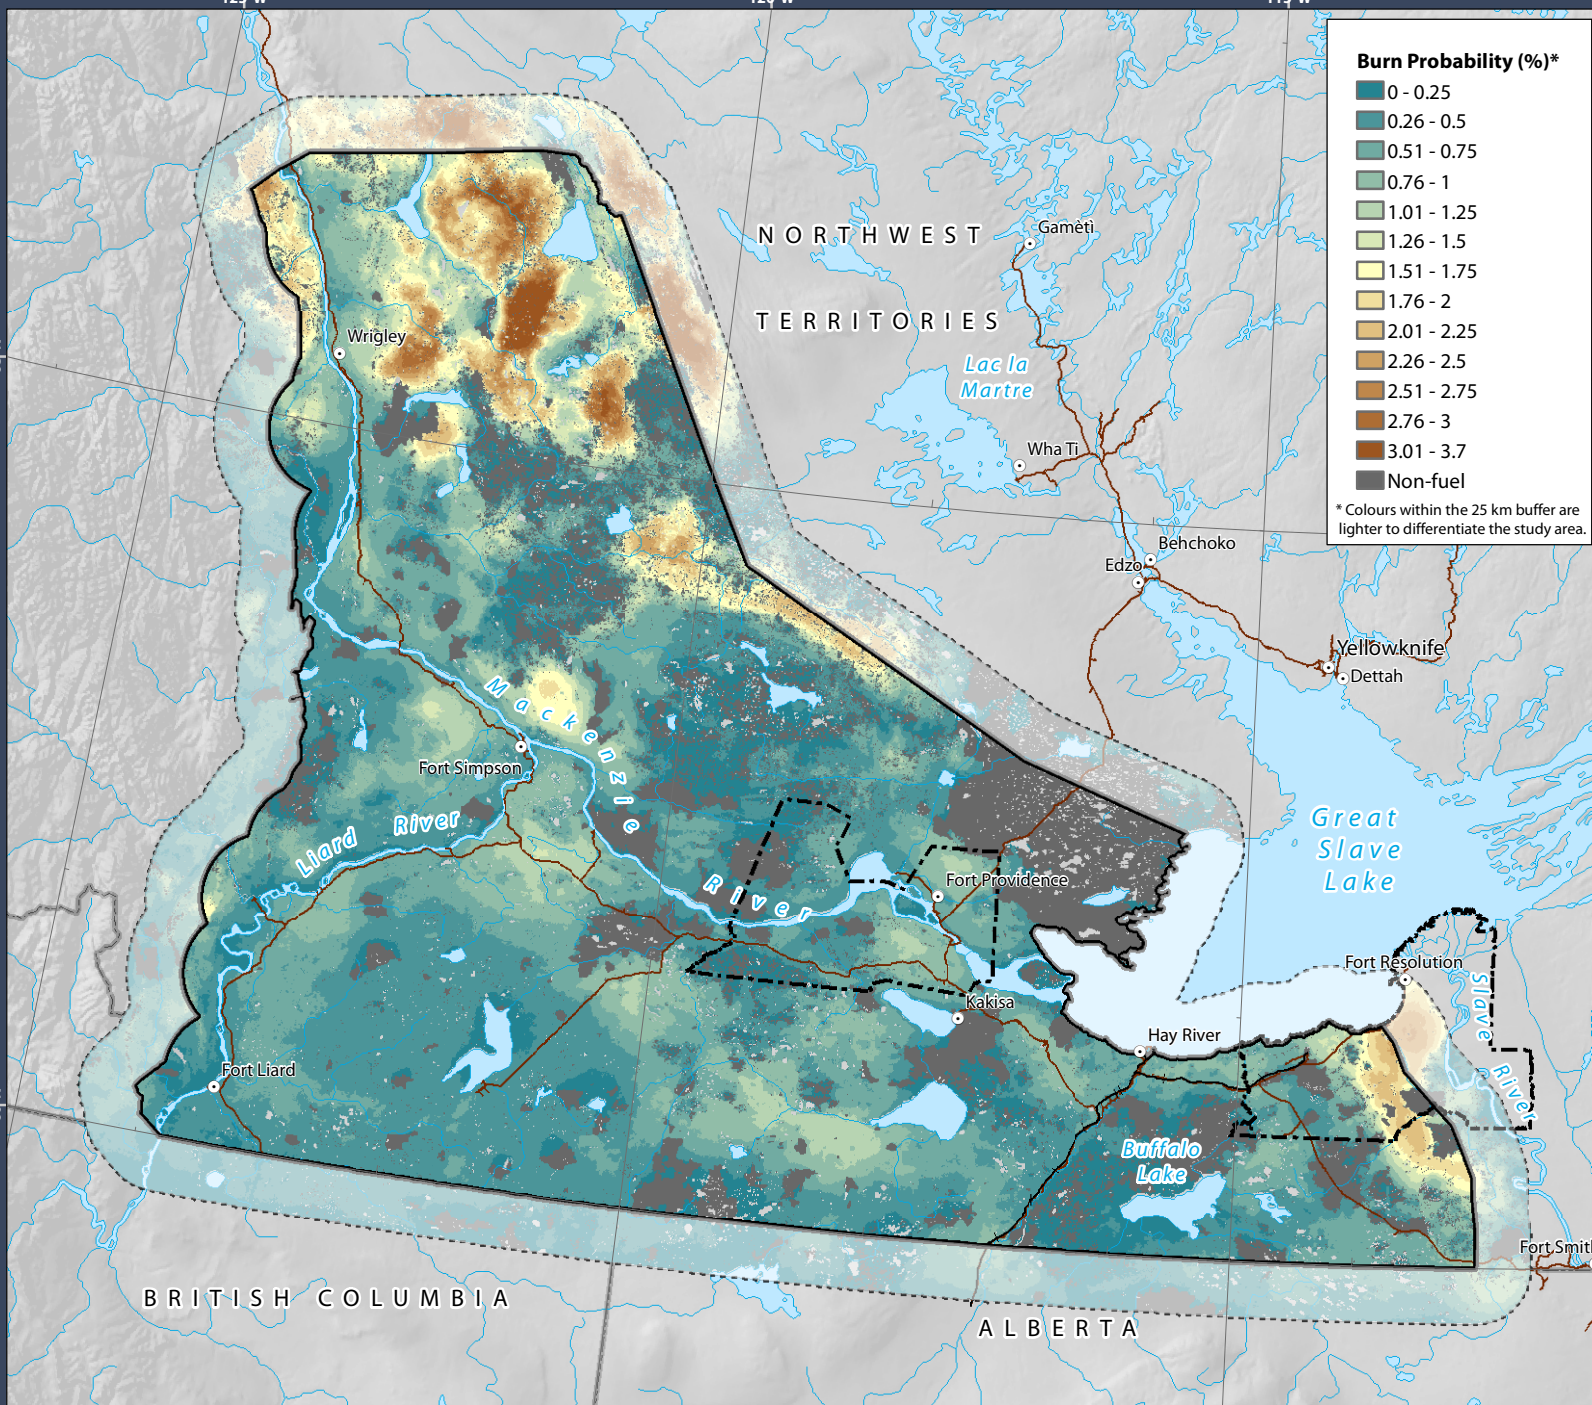 Burn Probability (%)*
0 - 0.25
0.26 - 0.5
0.51 - 0.75
0.76 - 1
1.01 - 1.25
1.26 - 1.5
1.51 - 1.75
1.76 - 2
2.01 - 2.25
2.26 - 2.5
2.51 - 2.75
2.76 - 3
3.01 - 3.7
Non-fuel
* Colours within the 25 km buffer are
lighter to differentiate the study area.
NORTHWEST
TERRITORIES
Gamètì
Wrigley
Lac la
Martre
Wha Ti
Behchoko
Edzo
Yellowknife
Dettah
Mackenzie
River
Fort Simpson
Liard River
Great
Slave
Lake
Fort Providence
Fort Resolution
Slave
River
Kakisa
Hay River
Fort Liard
Buffalo
Lake
BRITISH COLUMBIA
ALBERTA